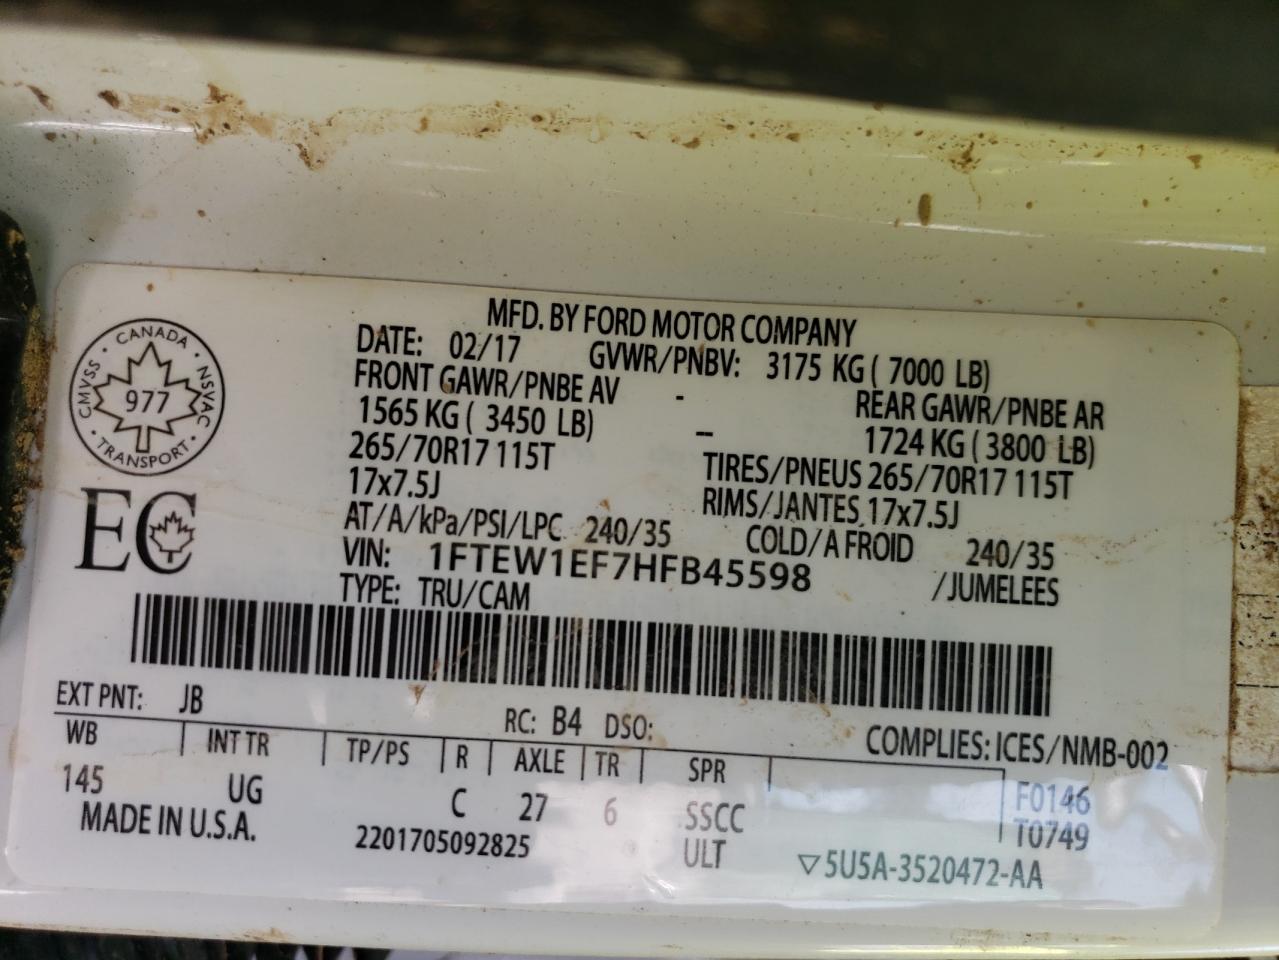 MFD. BY FORD MOTOR COMPANY
DATE: 02/17 GVWR/PNBV: 3175 KG ( 7000 LB)
FRONT GAWR/PNBE AV - REAR GAWR/PNBE AR
1565 KG ( 3450 LB) -- 1724 KG ( 3800 LB)
265/70R17 115T TIRES/PNEUS 265/70R17 115T
17x7.5J RIMS/JANTES 17x7.5J
AT/A/kPa/PSI/LPC 240/35 COLD/A FROID 240/35
VIN: 1FTEW1EF7HFB45598 /JUMELEES
TYPE: TRU/CAM
CANADA · NSVAC · TRANSPORT · CMVSS ·
977
EC
EXT PNT: JB RC: B4 DSO: COMPLIES: ICES/NMB-002
WB INT TR TP/PS R AXLE TR SPR
145 UG C 27 6 SSCC F0146
MADE IN U.S.A. 2201705092825 ULT T0749
▽5U5A-3520472-AA